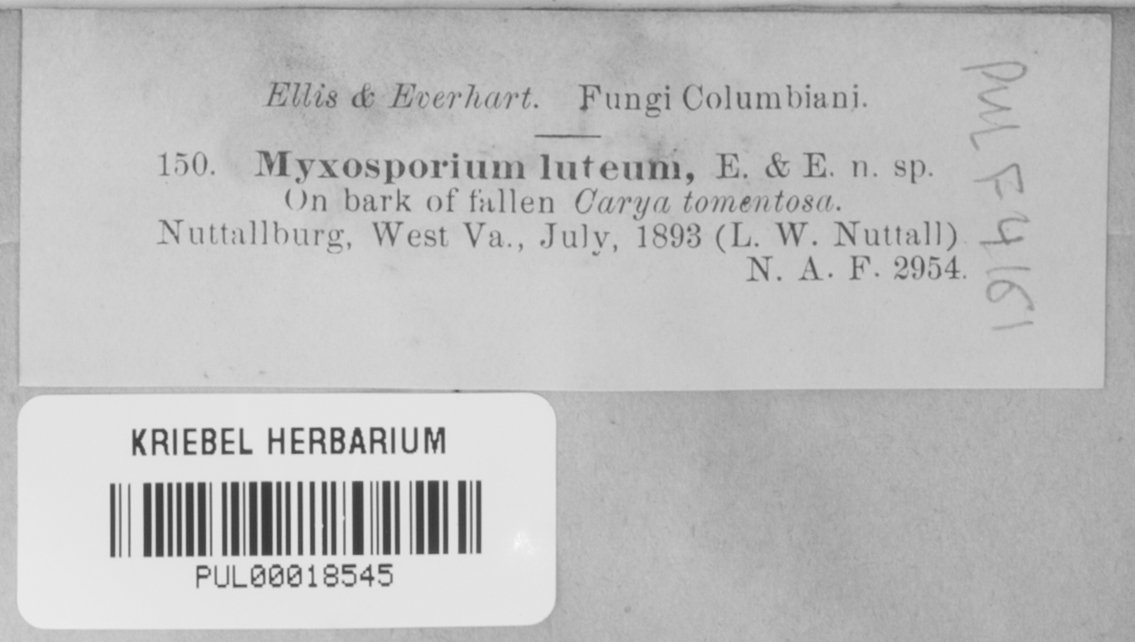 Ellis & Everhart. Fungi Columbiani.
150. Myxosporium luteum, E. & E. n. sp.
On bark of fallen Carya tomentosa.
Nuttallburg, West Va., July, 1893 (L. W. Nuttall)
N. A. F. 2954.
PUL F4161
KRIEBEL HERBARIUM
PUL00018545